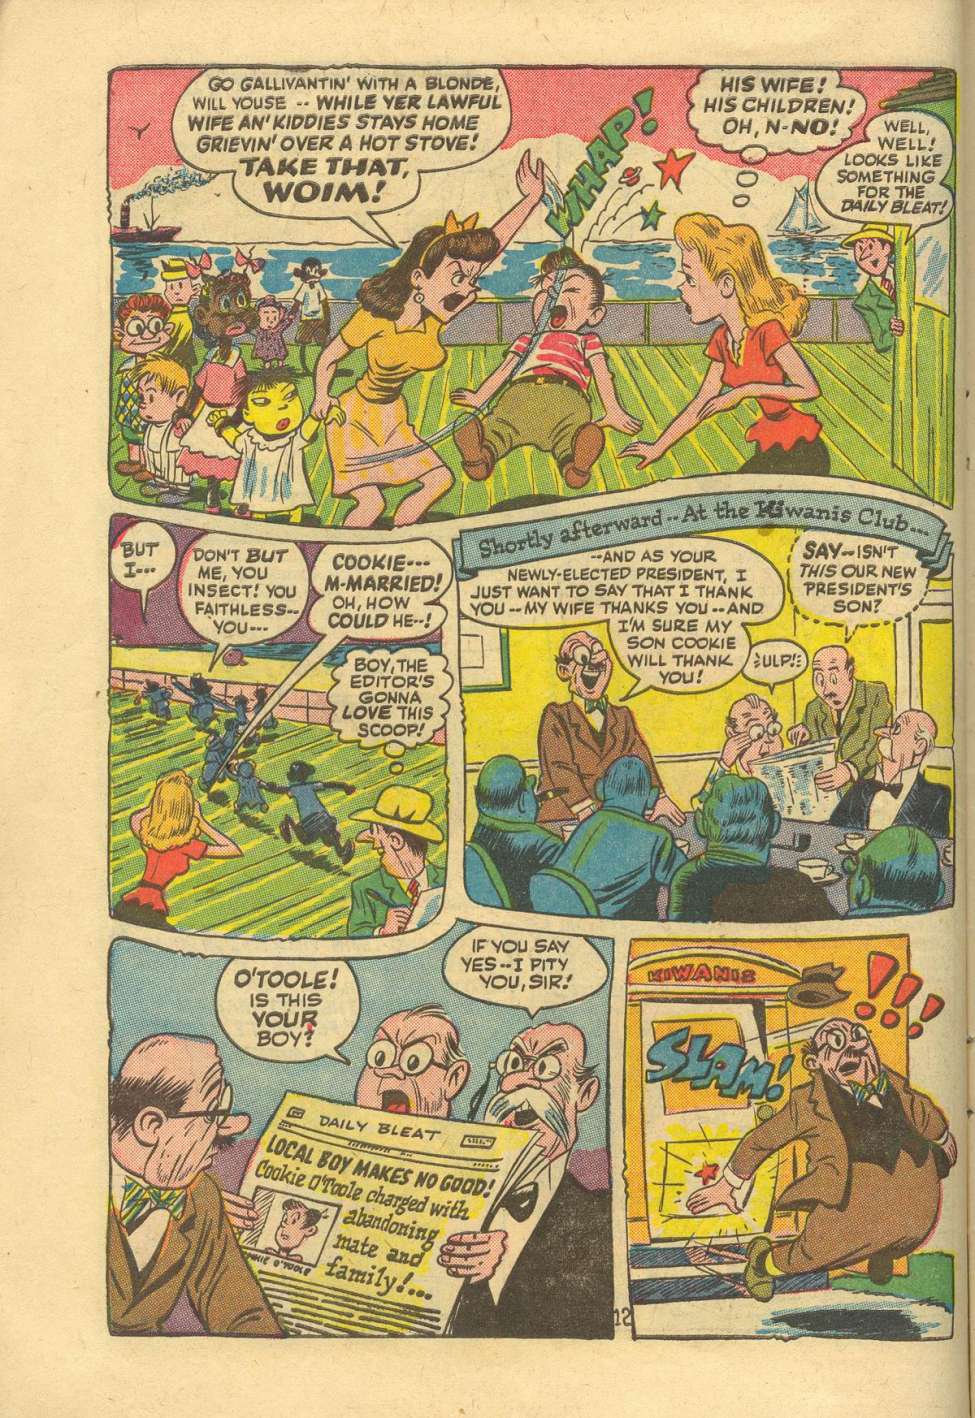 GO GALLIVANTIN' WITH A BLONDE,
WILL YOUSE -- WHILE YER LAWFUL
WIFE AN' KIDDIES STAYS HOME
GRIEVIN' OVER A HOT STOVE!
TAKE THAT,
WOIM!
WHAP!
HIS WIFE!
HIS CHILDREN!
OH, N-NO!
WELL,
WELL!
LOOKS LIKE
SOMETHING
FOR THE
DAILY BLEAT!
BUT
I---
DON'T BUT
ME, YOU
INSECT! YOU
FAITHLESS--
YOU---
COOKIE---
M-MARRIED!
OH, HOW
COULD HE--!
BOY, THE
EDITOR'S
GONNA
LOVE THIS
SCOOP!
Shortly afterward -- At the Kiwanis Club---
--AND AS YOUR
NEWLY-ELECTED PRESIDENT, I
JUST WANT TO SAY THAT I THANK
YOU -- MY WIFE THANKS YOU -- AND
I'M SURE MY
SON COOKIE
WILL THANK
YOU!
¡ULP!¡
SAY--ISN'T
THIS OUR NEW
PRESIDENT'S
SON?
O'TOOLE!
IS THIS
YOUR
BOY?
IF YOU SAY
YES--I PITY
YOU, SIR!
DAILY BLEAT
LOCAL BOY MAKES NO GOOD!
Cookie O'Toole charged with
abandoning
mate and
family!...
O'TOOLE
KIWANIS
SLAM!
!!!
12